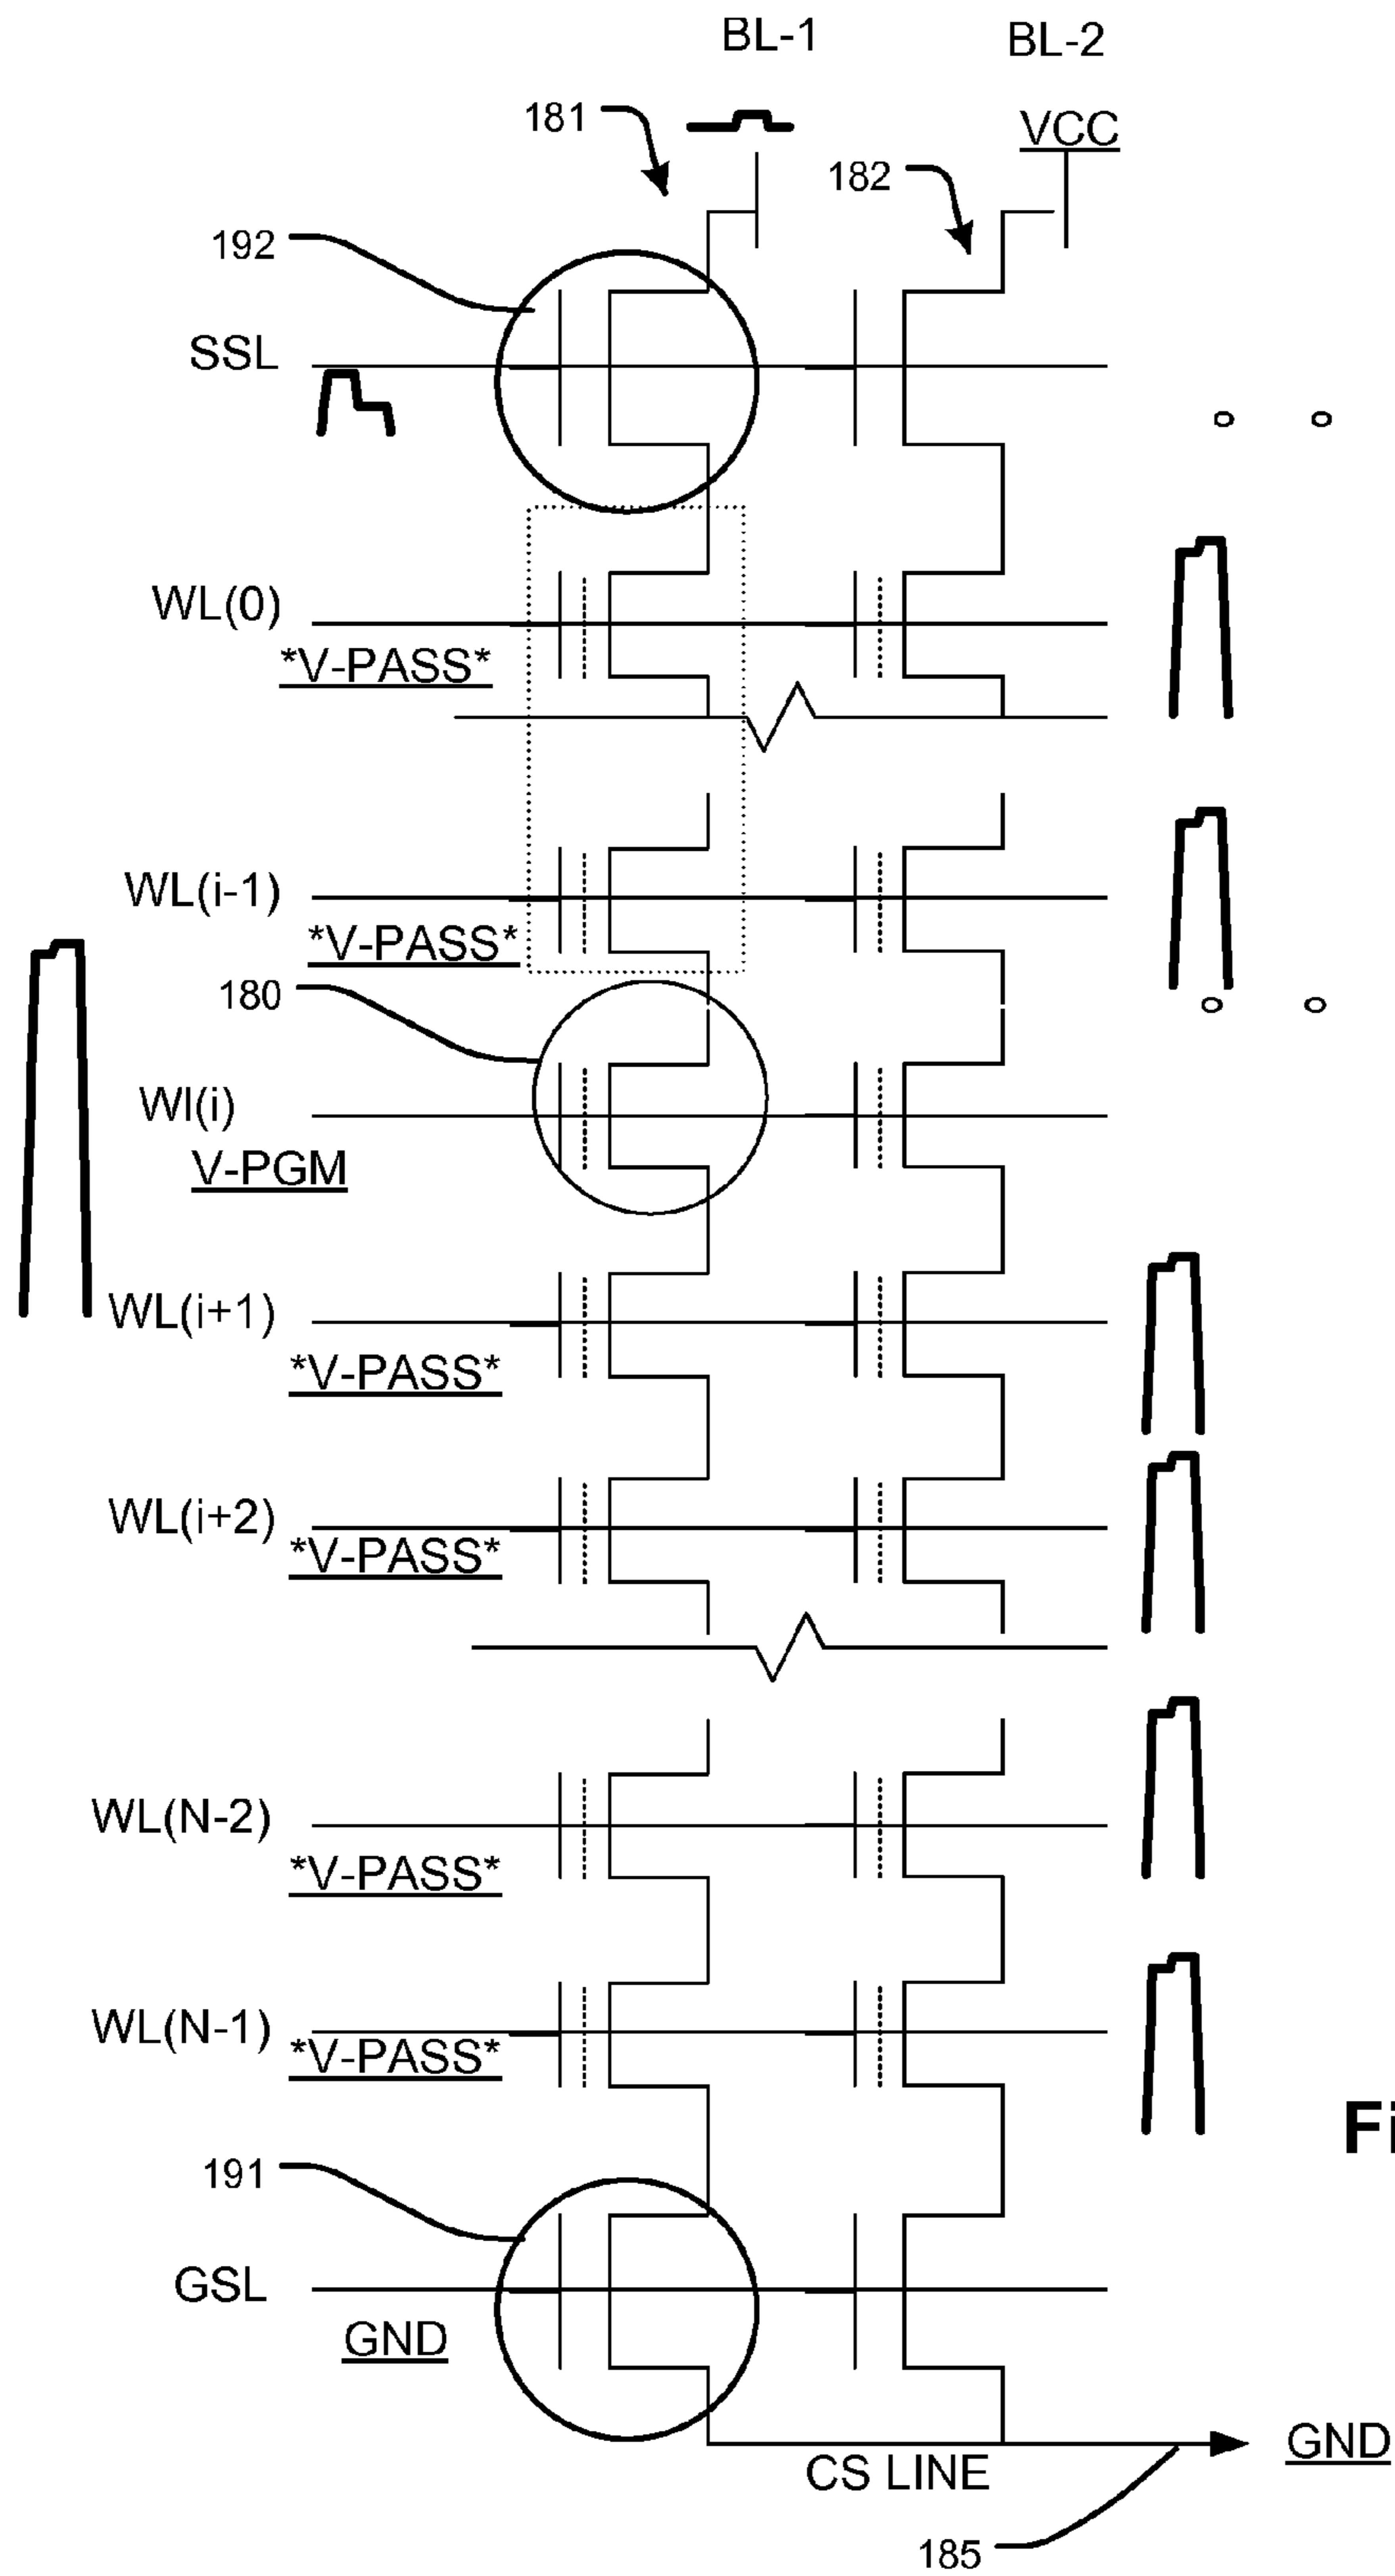 BL-1
BL-2
181
VCC
182
192
SSL
WL(0)
*V-PASS*
WL(i-1)
*V-PASS*
180
Wl(i)
V-PGM
WL(i+1)
*V-PASS*
WL(i+2)
*V-PASS*
WL(N-2)
*V-PASS*
WL(N-1)
*V-PASS*
Fi
191
GSL
GND
GND
CS LINE
185